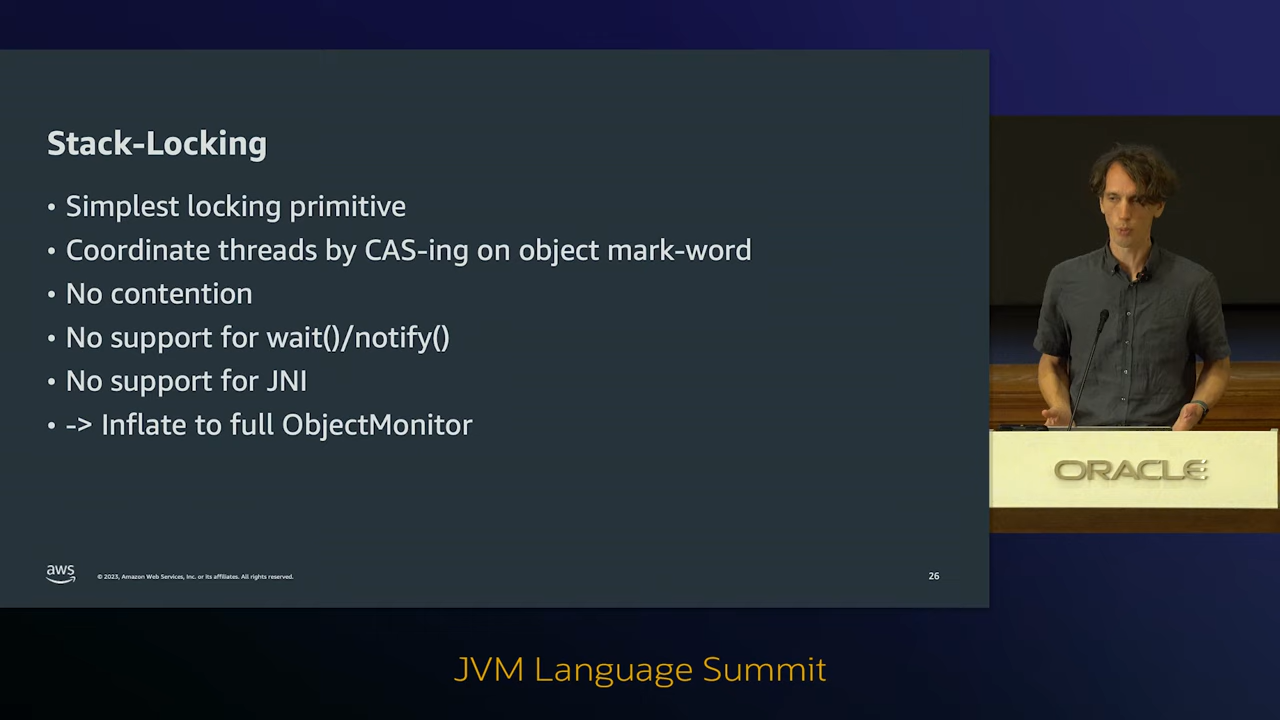 Stack-Locking
• Simplest locking primitive
• Coordinate threads by CAS-ing on object mark-word
• No contention
• No support for wait()/notify()
• No support for JNI
• -> Inflate to full ObjectMonitor
aws
© 2023, Amazon Web Services, Inc. or its affiliates. All rights reserved.
26
ORACLE
JVM Language Summit